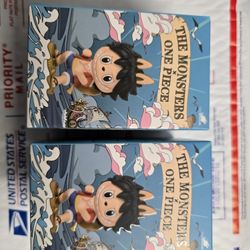 PRIORITY
MAIL
UNITED STATES
POSTAL SERVICE
THE MONSTERS
ONE PIECE
THE MONSTERS
ONE PIECE